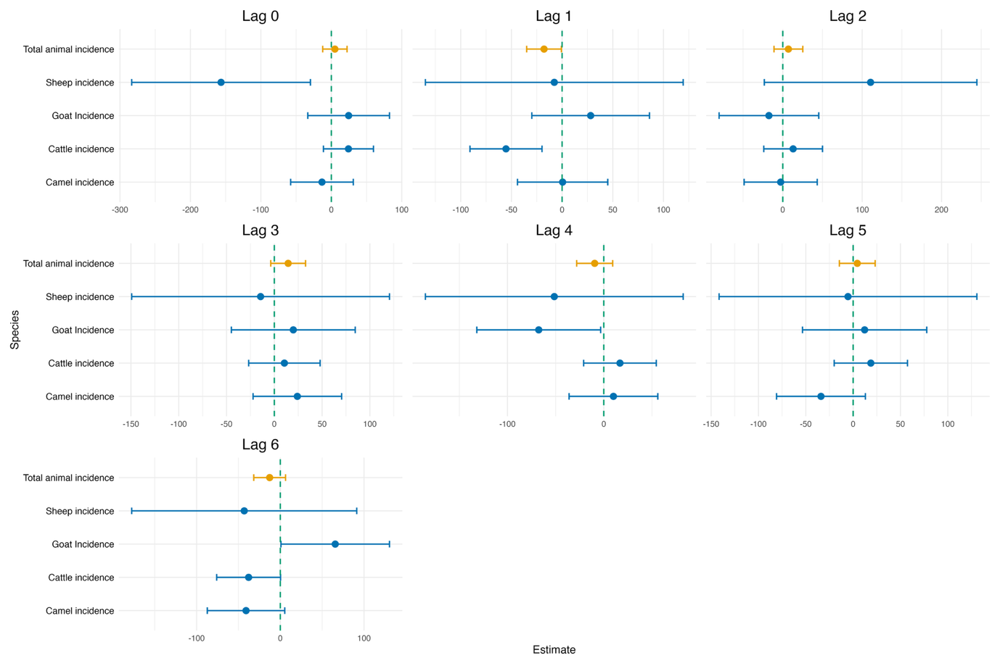 Lag 0
Lag 1
Lag 2
Total animal incidence
Sheep incidence
Goat Incidence
Cattle incidence
Camel incidence
-300 -200 -100 0 100
-100 -50 0 50 100
0 100 200
Lag 3
Lag 4
Lag 5
Total animal incidence
Sheep incidence
Goat Incidence
Cattle incidence
Camel incidence
-150 -100 -50 0 50 100
-100 0
-150 -100 -50 0 50 100
Species
Lag 6
Total animal incidence
Sheep incidence
Goat Incidence
Cattle incidence
Camel incidence
-100 0 100
Estimate